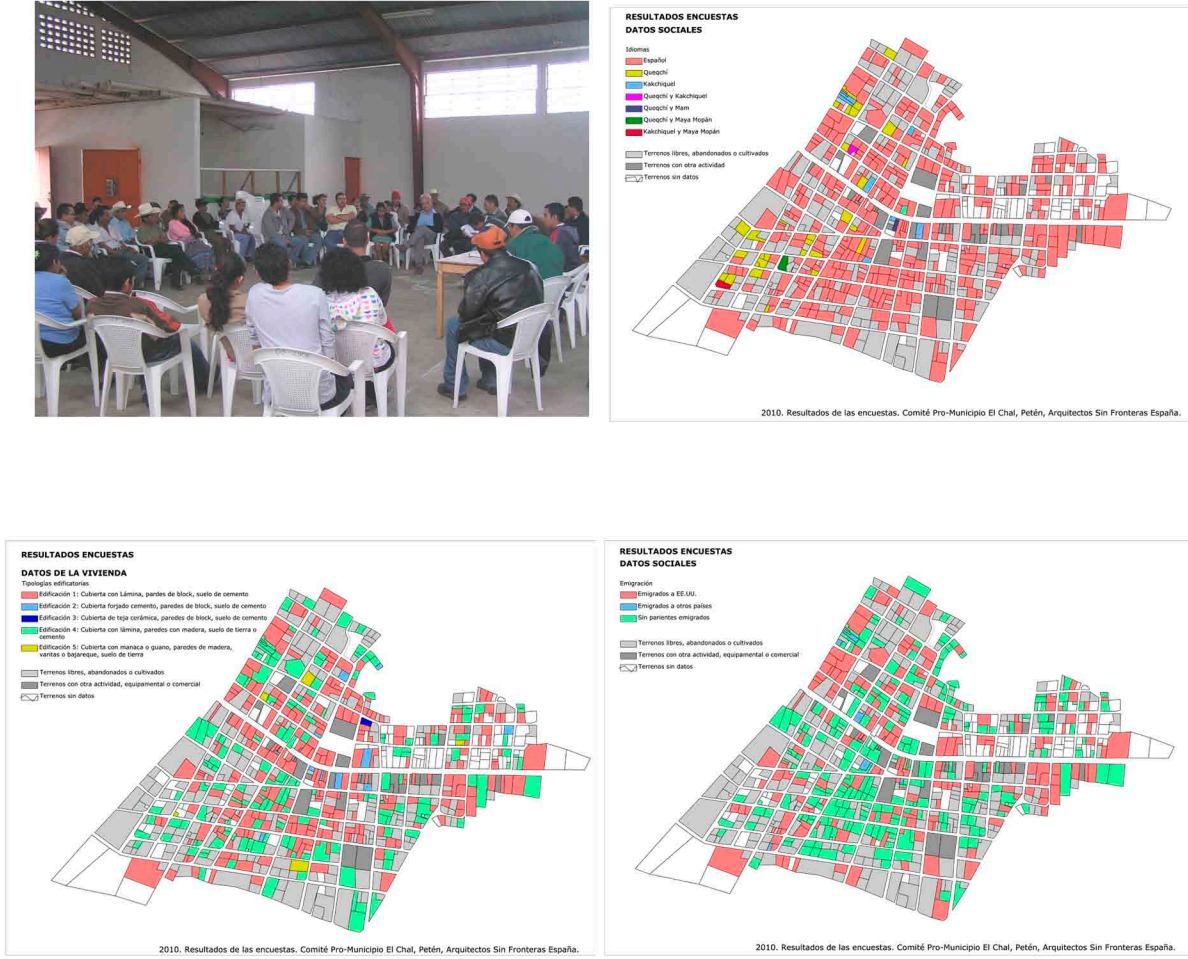 RESULTADOS ENCUESTAS
DATOS SOCIALES
Idiomas
Español
Queqchí
Kakchiquel
Queqchí y Kakchiquel
Queqchí y Mam
Queqchí y Maya Mopán
Kakchiquel y Maya Mopán
Terrenos libres, abandonados o cultivados
Terrenos con otra actividad
Terrenos sin datos
2010. Resultados de las encuestas. Comité Pro-Municipio El Chal, Petén, Arquitectos Sin Fronteras España.
RESULTADOS ENCUESTAS
DATOS DE LA VIVIENDA
Tipologías edificatorias
Edificación 1: Cubierta con Lámina, pardes de block, suelo de cemento
Edificación 2: Cubierta forjado cemento, paredes de block, suelo de cemento
Edificación 3: Cubierta de teja cerámica, paredes de block, suelo de cemento
Edificación 4: Cubierta con lámina, paredes con madera, suelo de tierra o
cemento
Edificación 5: Cubierta con manaca o guano, paredes de madera,
varitas o bajareque, suelo de tierra
Terrenos libres, abandonados o cultivados
Terrenos con otra actividad, equipamental o comercial
Terrenos sin datos
2010. Resultados de las encuestas. Comité Pro-Municipio El Chal, Petén, Arquitectos Sin Fronteras España.
RESULTADOS ENCUESTAS
DATOS SOCIALES
Emigración
Emigrados a EE.UU.
Emigrados a otros países
Sin parientes emigrados
Terrenos libres, abandonados o cultivados
Terrenos con otra actividad, equipamental o comercial
Terrenos sin datos
2010. Resultados de las encuestas. Comité Pro-Municipio El Chal, Petén, Arquitectos Sin Fronteras España.